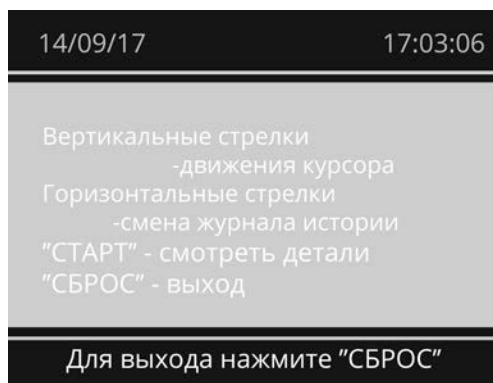 14/09/17 17:03:06
Вертикальные стрелки
-движения курсора
Горизонтальные стрелки
-смена журнала истории
"СТАРТ" - смотреть детали
"СБРОС" - выход
Для выхода нажмите "СБРОС"